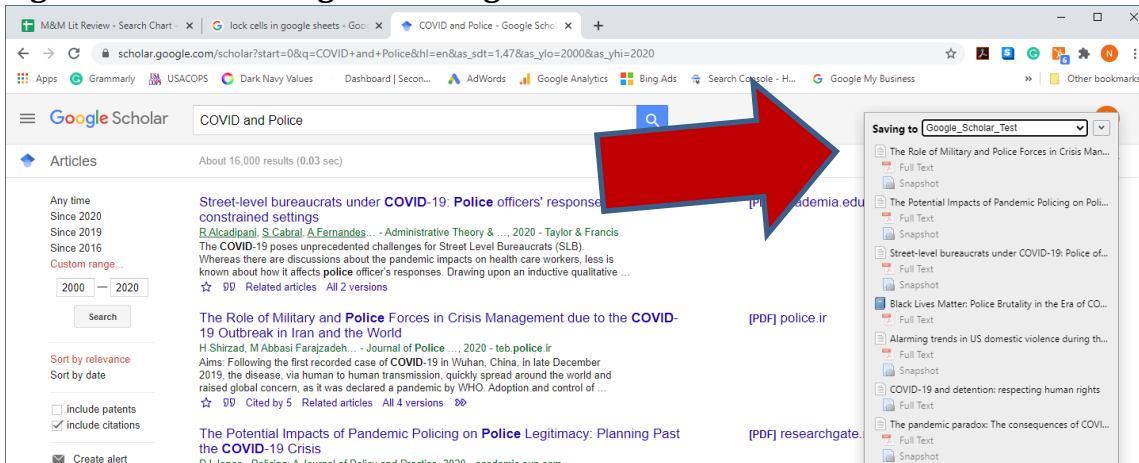 M&M Lit Review - Search Chart -
lock cells in google sheets - Goo
COVID and Police - Google Schol
scholar.google.com/scholar?start=0&q=COVID+and+Police&hl=en&as_sdt=1,47&as_ylo=2000&as_yhi=2020
Apps
Grammarly
USACOPS
Dark Navy Values
Dashboard | Secon...
AdWords
Google Analytics
Bing Ads
Search Console - H...
Google My Business
»
Other bookmarks
Google Scholar
COVID and Police
Saving to Google_Scholar_Test
Articles
About 16,000 results (0.03 sec)
Any time
Since 2020
Since 2019
Since 2016
Custom range...
2000 — 2020
Search
Sort by relevance
Sort by date
include patents
include citations
Create alert
Street-level bureaucrats under COVID-19: Police officers' response
constrained settings
R Alcadipani, S Cabral, A Fernandes... - Administrative Theory & ..., 2020 - Taylor & Francis
The COVID-19 poses unprecedented challenges for Street Level Bureaucrats (SLB).
Whereas there are discussions about the pandemic impacts on health care workers, less is
known about how it affects police officer's responses. Drawing upon an inductive qualitative ...
Related articles All 2 versions
The Role of Military and Police Forces in Crisis Management due to the COVID-
19 Outbreak in Iran and the World
H Shirzad, M Abbasi Farajzadeh... - Journal of Police ..., 2020 - teb.police.ir
Aims: Following the first recorded case of COVID-19 in Wuhan, China, in late December
2019, the disease, via human to human transmission, quickly spread around the world and
raised global concern, as it was declared a pandemic by WHO. Adoption and control of ...
Cited by 5 Related articles All 4 versions
[PDF] police.ir
The Potential Impacts of Pandemic Policing on Police Legitimacy: Planning Past
the COVID-19 Crisis
[PDF] researchgate.
The Role of Military and Police Forces in Crisis Man...
Full Text
Snapshot
The Potential Impacts of Pandemic Policing on Poli...
Full Text
Snapshot
Street-level bureaucrats under COVID-19: Police of...
Full Text
Snapshot
Black Lives Matter: Police Brutality in the Era of CO...
Full Text
Alarming trends in US domestic violence during th...
Full Text
Snapshot
COVID-19 and detention: respecting human rights
Full Text
The pandemic paradox: The consequences of COVI...
Full Text
Snapshot